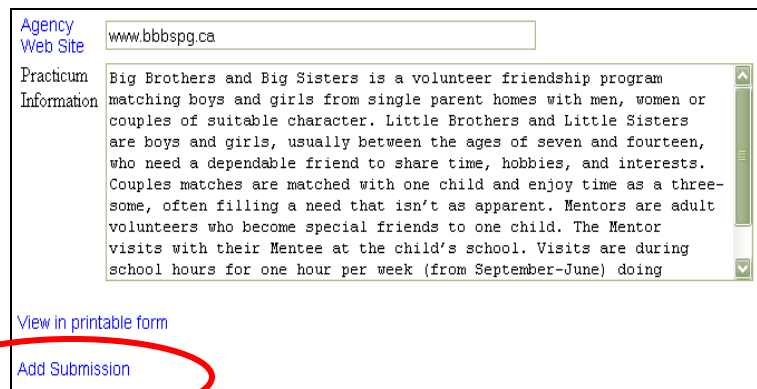 Agency
Web Site
www.bbbspg.ca
Practicum
Information
Big Brothers and Big Sisters is a volunteer friendship program
matching boys and girls from single parent homes with men, women or
couples of suitable character. Little Brothers and Little Sisters
are boys and girls, usually between the ages of seven and fourteen,
who need a dependable friend to share time, hobbies, and interests.
Couples matches are matched with one child and enjoy time as a three-
some, often filling a need that isn't as apparent. Mentors are adult
volunteers who become special friends to one child. The Mentor
visits with their Mentee at the child's school. Visits are during
school hours for one hour per week (from September-June) doing
View in printable form
Add Submission